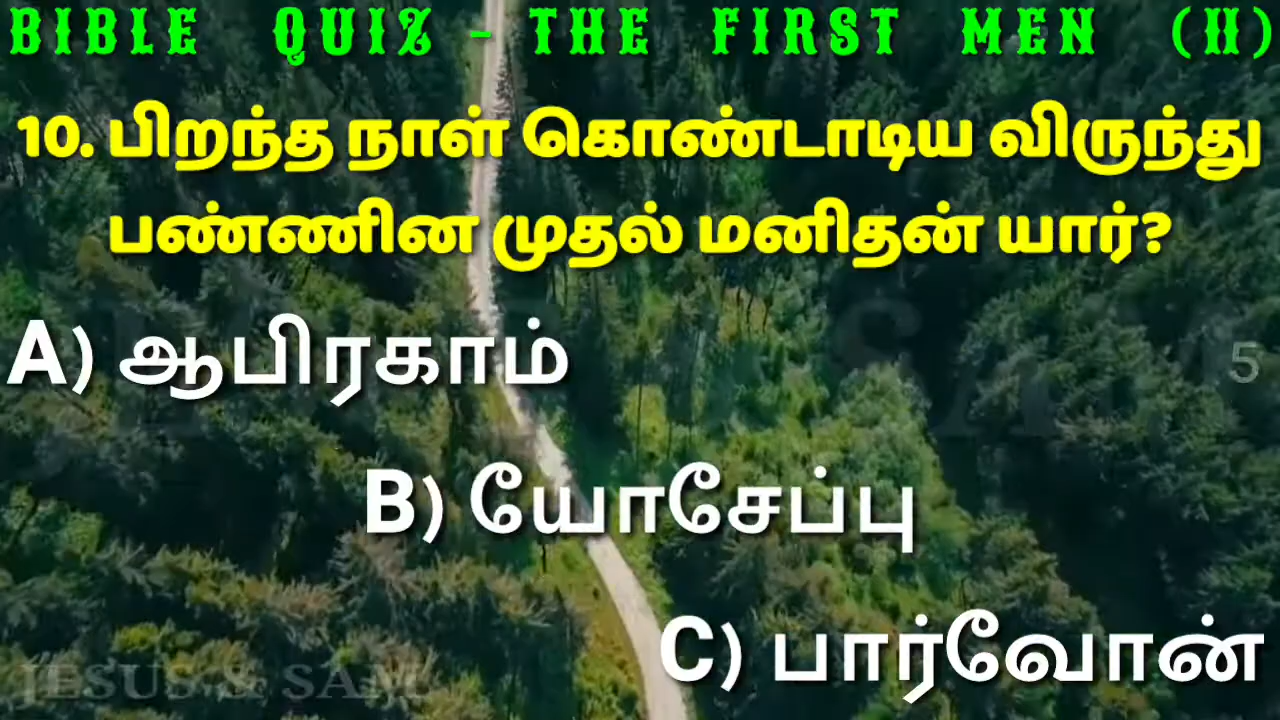 BIBLE QUIZ - THE FIRST MEN (II)
10. பிறந்த நாள் கொண்டாடிய விருந்து
பண்ணின முதல் மனிதன் யார்?
A) ஆபிரகாம்
5
B) யோசேப்பு
C) பார்வோன்
JESUS & SAM